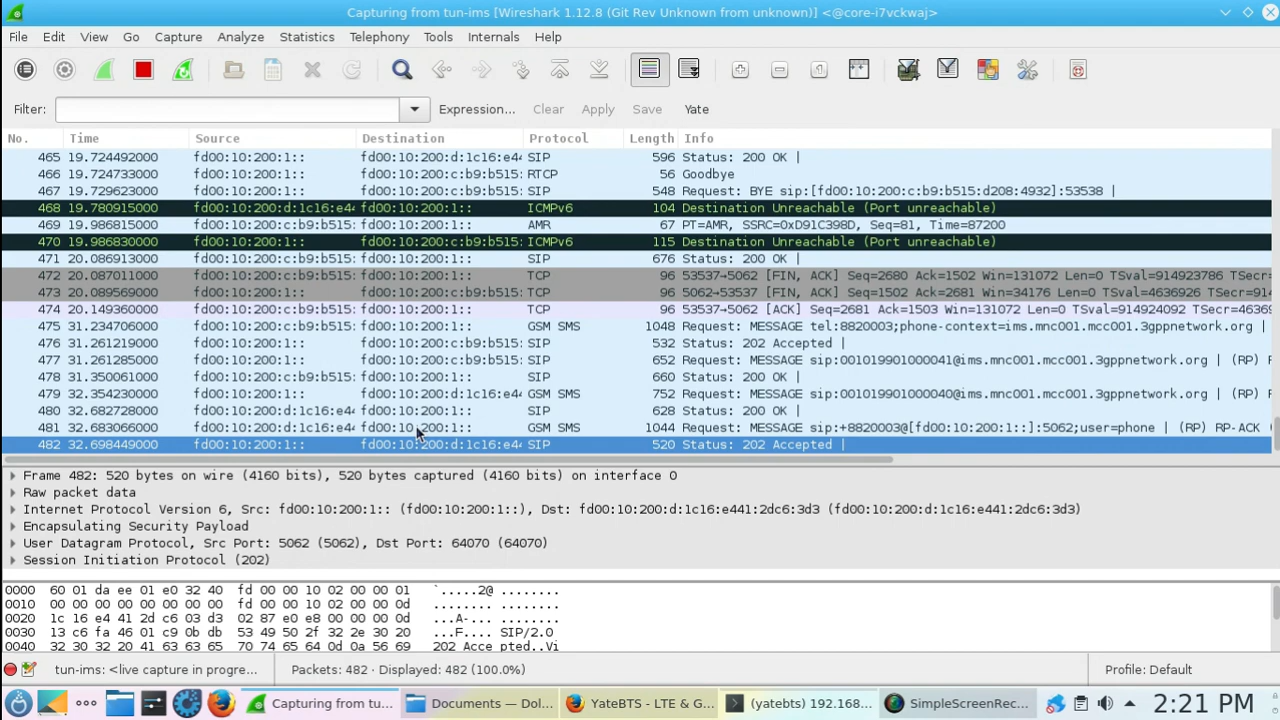 Capturing from tun-ims [Wireshark 1.12.8 (Git Rev Unknown from unknown)] <@core-i7vckwaj>
File Edit View Go Capture Analyze Statistics Telephony Tools Internals Help
Filter: Expression... Clear Apply Save Yate
No. Time Source Destination Protocol Length Info
465 19.724492000 fd00:10:200:1:: fd00:10:200:d:1c16:e44 SIP 596 Status: 200 OK |
466 19.724733000 fd00:10:200:1:: fd00:10:200:c:b9:b515: RTCP 56 Goodbye
467 19.729623000 fd00:10:200:1:: fd00:10:200:c:b9:b515: SIP 548 Request: BYE sip:[fd00:10:200:c:b9:b515:d208:4932]:53538 |
468 19.780915000 fd00:10:200:d:1c16:e44 fd00:10:200:1:: ICMPv6 104 Destination Unreachable (Port unreachable)
469 19.986815000 fd00:10:200:1:: fd00:10:200:c:b9:b515: AMR 67 PT=AMR, SSRC=0xD91C398D, Seq=81, Time=87200
470 19.986830000 fd00:10:200:c:b9:b515: fd00:10:200:1:: ICMPv6 115 Destination Unreachable (Port unreachable)
471 20.086913000 fd00:10:200:c:b9:b515: fd00:10:200:1:: SIP 676 Status: 200 OK |
472 20.087011000 fd00:10:200:c:b9:b515: fd00:10:200:1:: TCP 96 53537→5062 [FIN, ACK] Seq=2680 Ack=1502 Win=131072 Len=0 TSval=914923786 TSecr=
473 20.089569000 fd00:10:200:1:: fd00:10:200:c:b9:b515: TCP 96 5062→53537 [FIN, ACK] Seq=1502 Ack=2681 Win=34176 Len=0 TSval=4636926 TSecr=914
474 20.149360000 fd00:10:200:c:b9:b515: fd00:10:200:1:: TCP 96 53537→5062 [ACK] Seq=2681 Ack=1503 Win=131072 Len=0 TSval=914924092 TSecr=46369
475 31.234706000 fd00:10:200:c:b9:b515: fd00:10:200:1:: GSM SMS 1048 Request: MESSAGE tel:8820003;phone-context=ims.mnc001.mcc001.3gppnetwork.org |
476 31.261219000 fd00:10:200:1:: fd00:10:200:c:b9:b515: SIP 532 Status: 202 Accepted |
477 31.261285000 fd00:10:200:1:: fd00:10:200:c:b9:b515: GSM SMS 652 Request: MESSAGE sip:001019901000041@ims.mnc001.mcc001.3gppnetwork.org | (RP)
478 31.350061000 fd00:10:200:c:b9:b515: fd00:10:200:1:: SIP 660 Status: 200 OK |
479 32.354230000 fd00:10:200:1:: fd00:10:200:d:1c16:e44 GSM SMS 752 Request: MESSAGE sip:001019901000040@ims.mnc001.mcc001.3gppnetwork.org | (RP)
480 32.682728000 fd00:10:200:d:1c16:e44 fd00:10:200:1:: SIP 628 Status: 200 OK |
481 32.683066000 fd00:10:200:d:1c16:e44 fd00:10:200:1:: GSM SMS 1044 Request: MESSAGE sip:+8820003@[fd00:10:200:1::]:5062;user=phone | (RP) RP-ACK (
482 32.698449000 fd00:10:200:1:: fd00:10:200:d:1c16:e44 SIP 520 Status: 202 Accepted |
Frame 482: 520 bytes on wire (4160 bits), 520 bytes captured (4160 bits) on interface 0
Raw packet data
Internet Protocol Version 6, Src: fd00:10:200:1:: (fd00:10:200:1::), Dst: fd00:10:200:d:1c16:e441:2dc6:3d3 (fd00:10:200:d:1c16:e441:2dc6:3d3)
Encapsulating Security Payload
User Datagram Protocol, Src Port: 5062 (5062), Dst Port: 64070 (64070)
Session Initiation Protocol (202)
0000 60 01 da ee 01 e0 32 40 fd 00 00 10 02 00 00 01 `.....2@ ........
0010 00 00 00 00 00 00 00 00 fd 00 00 10 02 00 00 0d ........ ........
0020 1c 16 e4 41 2d c6 03 d3 02 87 e0 e8 00 00 00 00 ...A-... ........
0030 13 c6 fa 46 01 c9 0b db 53 49 50 2f 32 2e 30 20 ...F.... SIP/2.0
0040 32 30 32 20 41 63 63 65 70 74 65 64 0d 0a 56 69 202 Acce pted..Vi
tun-ims: <live capture in progre... Packets: 482 · Displayed: 482 (100.0%) Profile: Default
Capturing from tu... Documents — Dol... YateBTS - LTE & G... (yatebts) 192.168... SimpleScreenRec... 2:21 PM